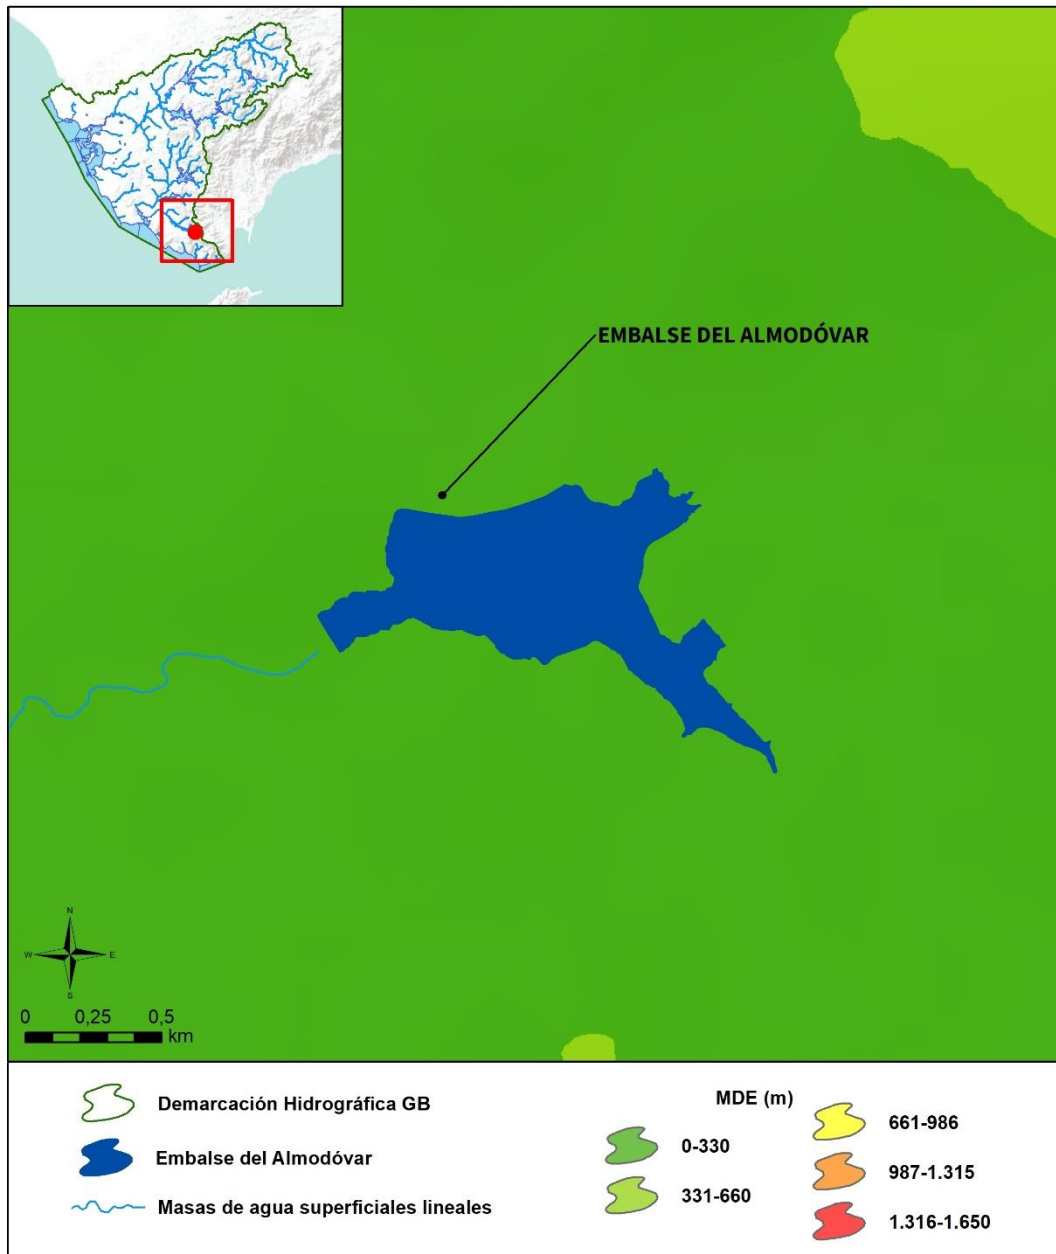 EMBALSE DEL ALMODÓVAR
N
W
E
S
0
0,25
0,5
km
Demarcación Hidrográfica GB
Embalse del Almodóvar
Masas de agua superficiales lineales
MDE (m)
0-330
331-660
661-986
987-1.315
1.316-1.650